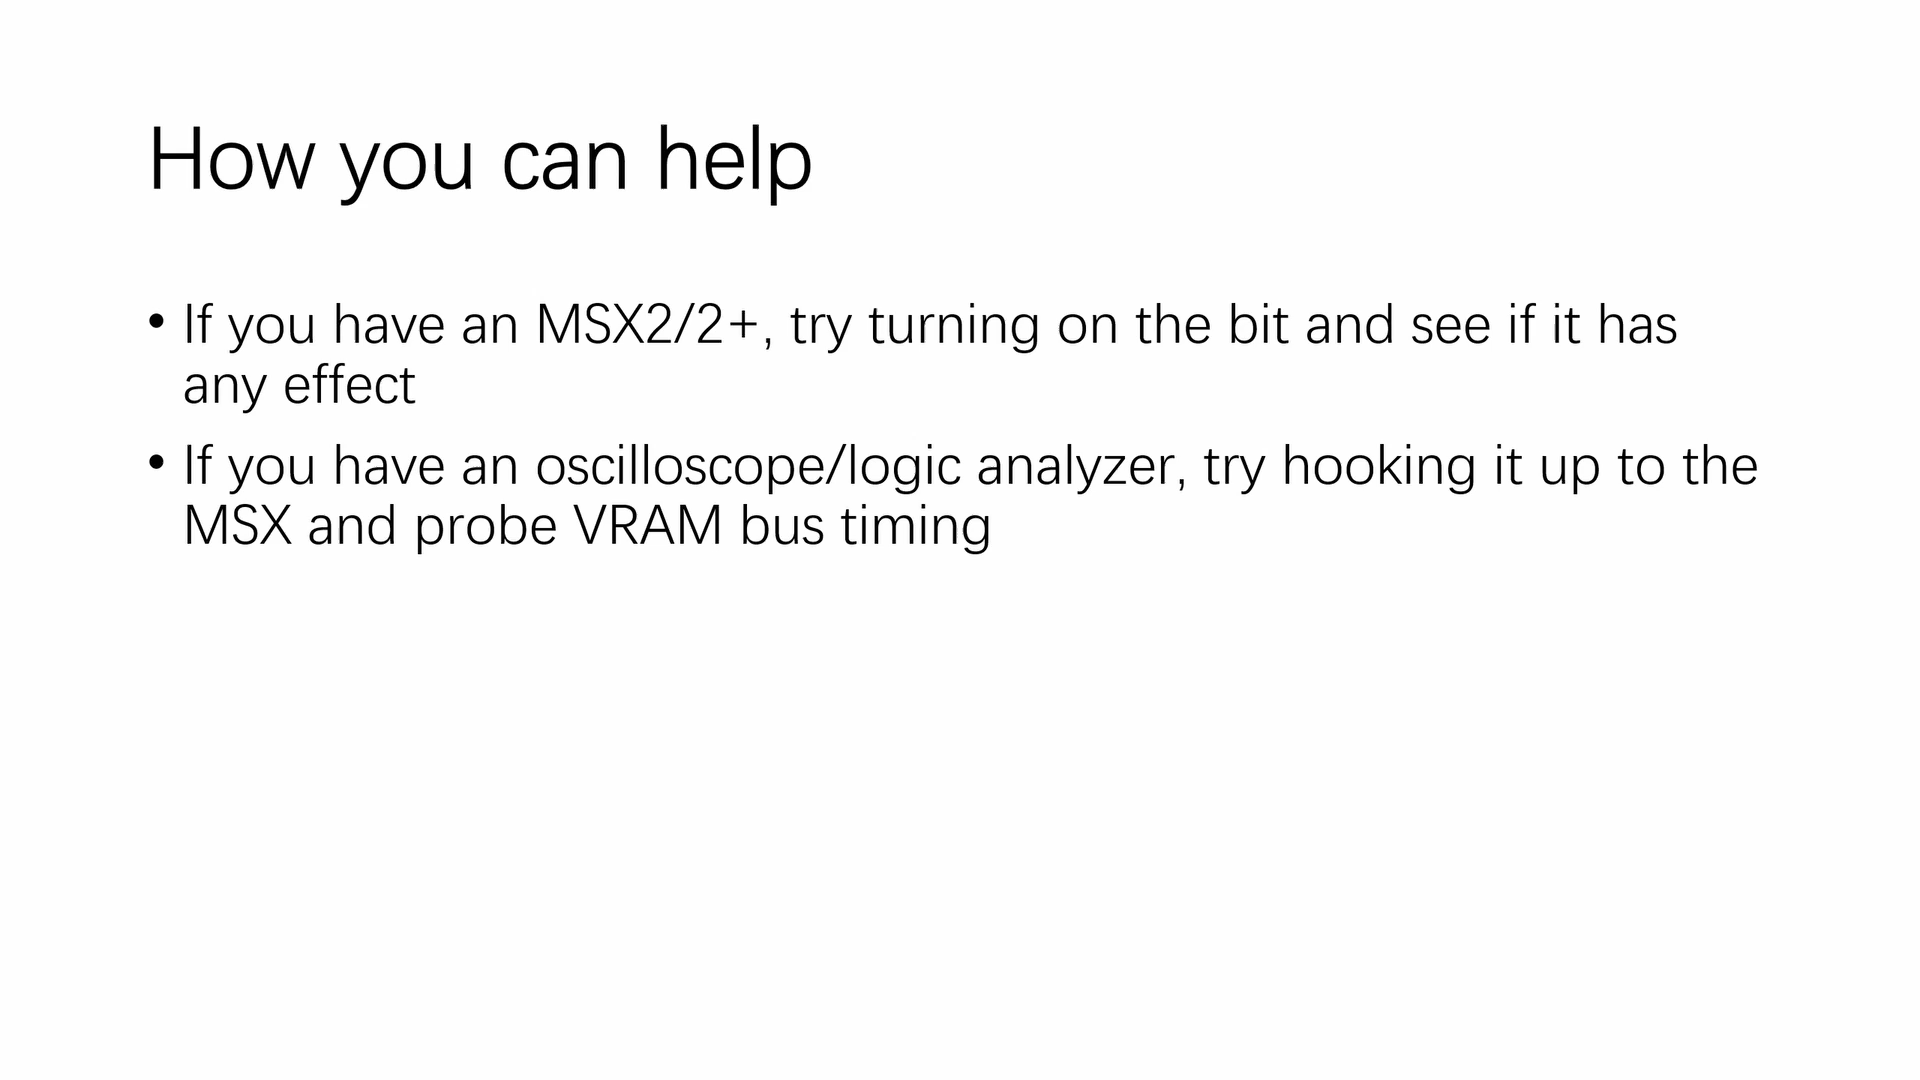 How you can help
• If you have an MSX2/2+, try turning on the bit and see if it has
any effect
• If you have an oscilloscope/logic analyzer, try hooking it up to the
MSX and probe VRAM bus timing